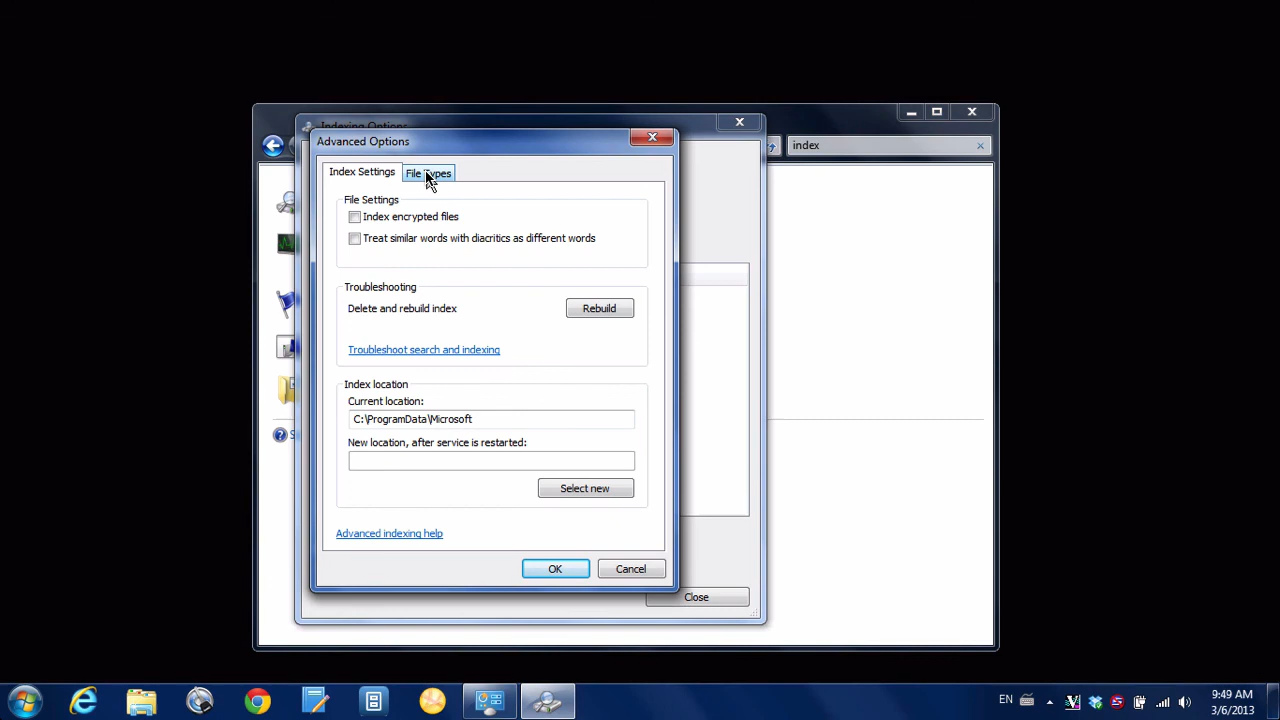 Indexing Options
index
Advanced Options
Index Settings
File Types
File Settings
Index encrypted files
Treat similar words with diacritics as different words
Troubleshooting
Delete and rebuild index
Rebuild
Troubleshoot search and indexing
Index location
Current location:
C:\ProgramData\Microsoft
New location, after service is restarted:
Select new
Advanced indexing help
OK
Cancel
Close
EN
9:49 AM
3/6/2013